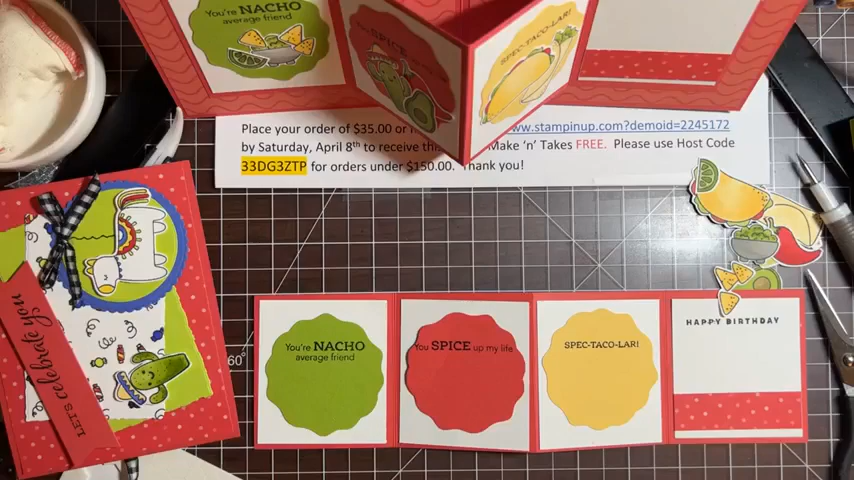 You're NACHO
average friend
SPICE
SPEC-TACO-LAR!
Place your order of $35.00 or
www.stampinup.com?demoid=2245172
by Saturday, April 8th to receive Make 'n' Takes FREE. Please use Host Code
33DG3ZTP for orders under $150.00. Thank you!
LET'S celebrate you
You're NACHO
average friend
You SPICE up my life
SPEC-TACO-LAR!
HAPPY BIRTHDAY
60°